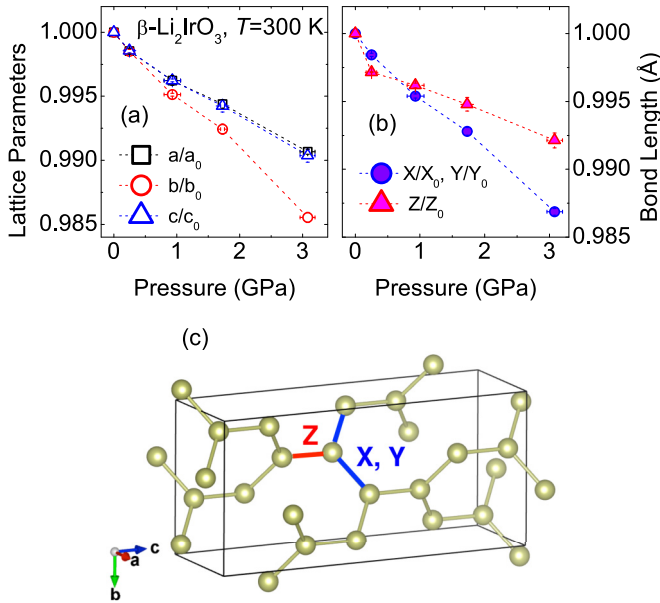 β-Li₂IrO₃, T=300 K
1.000
0.995
0.990
0.985
Lattice Parameters
(a)
a/a₀
b/b₀
c/c₀
0 1 2 3
Pressure (GPa)
(b)
X/X₀, Y/Y₀
Z/Z₀
0 1 2 3
Pressure (GPa)
1.000
0.995
0.990
0.985
Bond Length (Å)
(c)
Z
X, Y
c
a
b